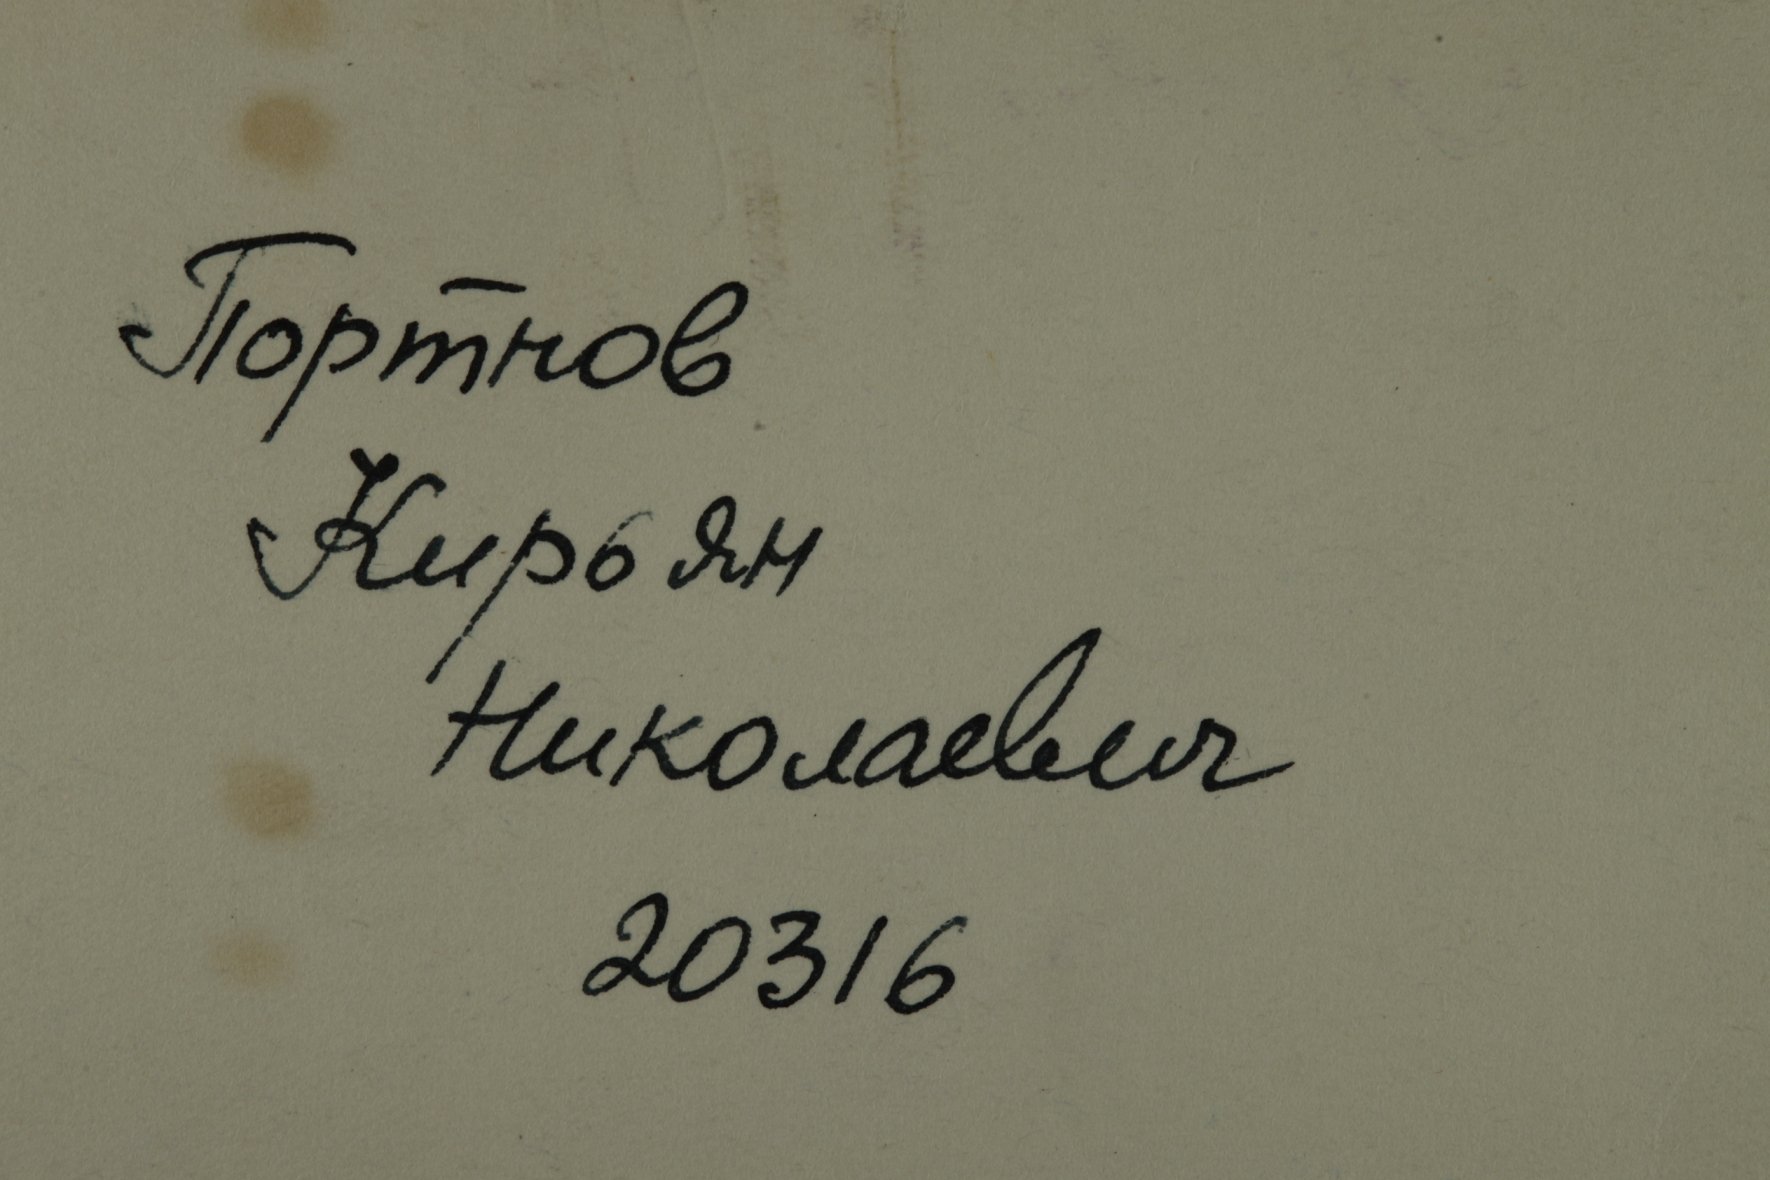 Портнов
Кирьян
Николаевич
20316